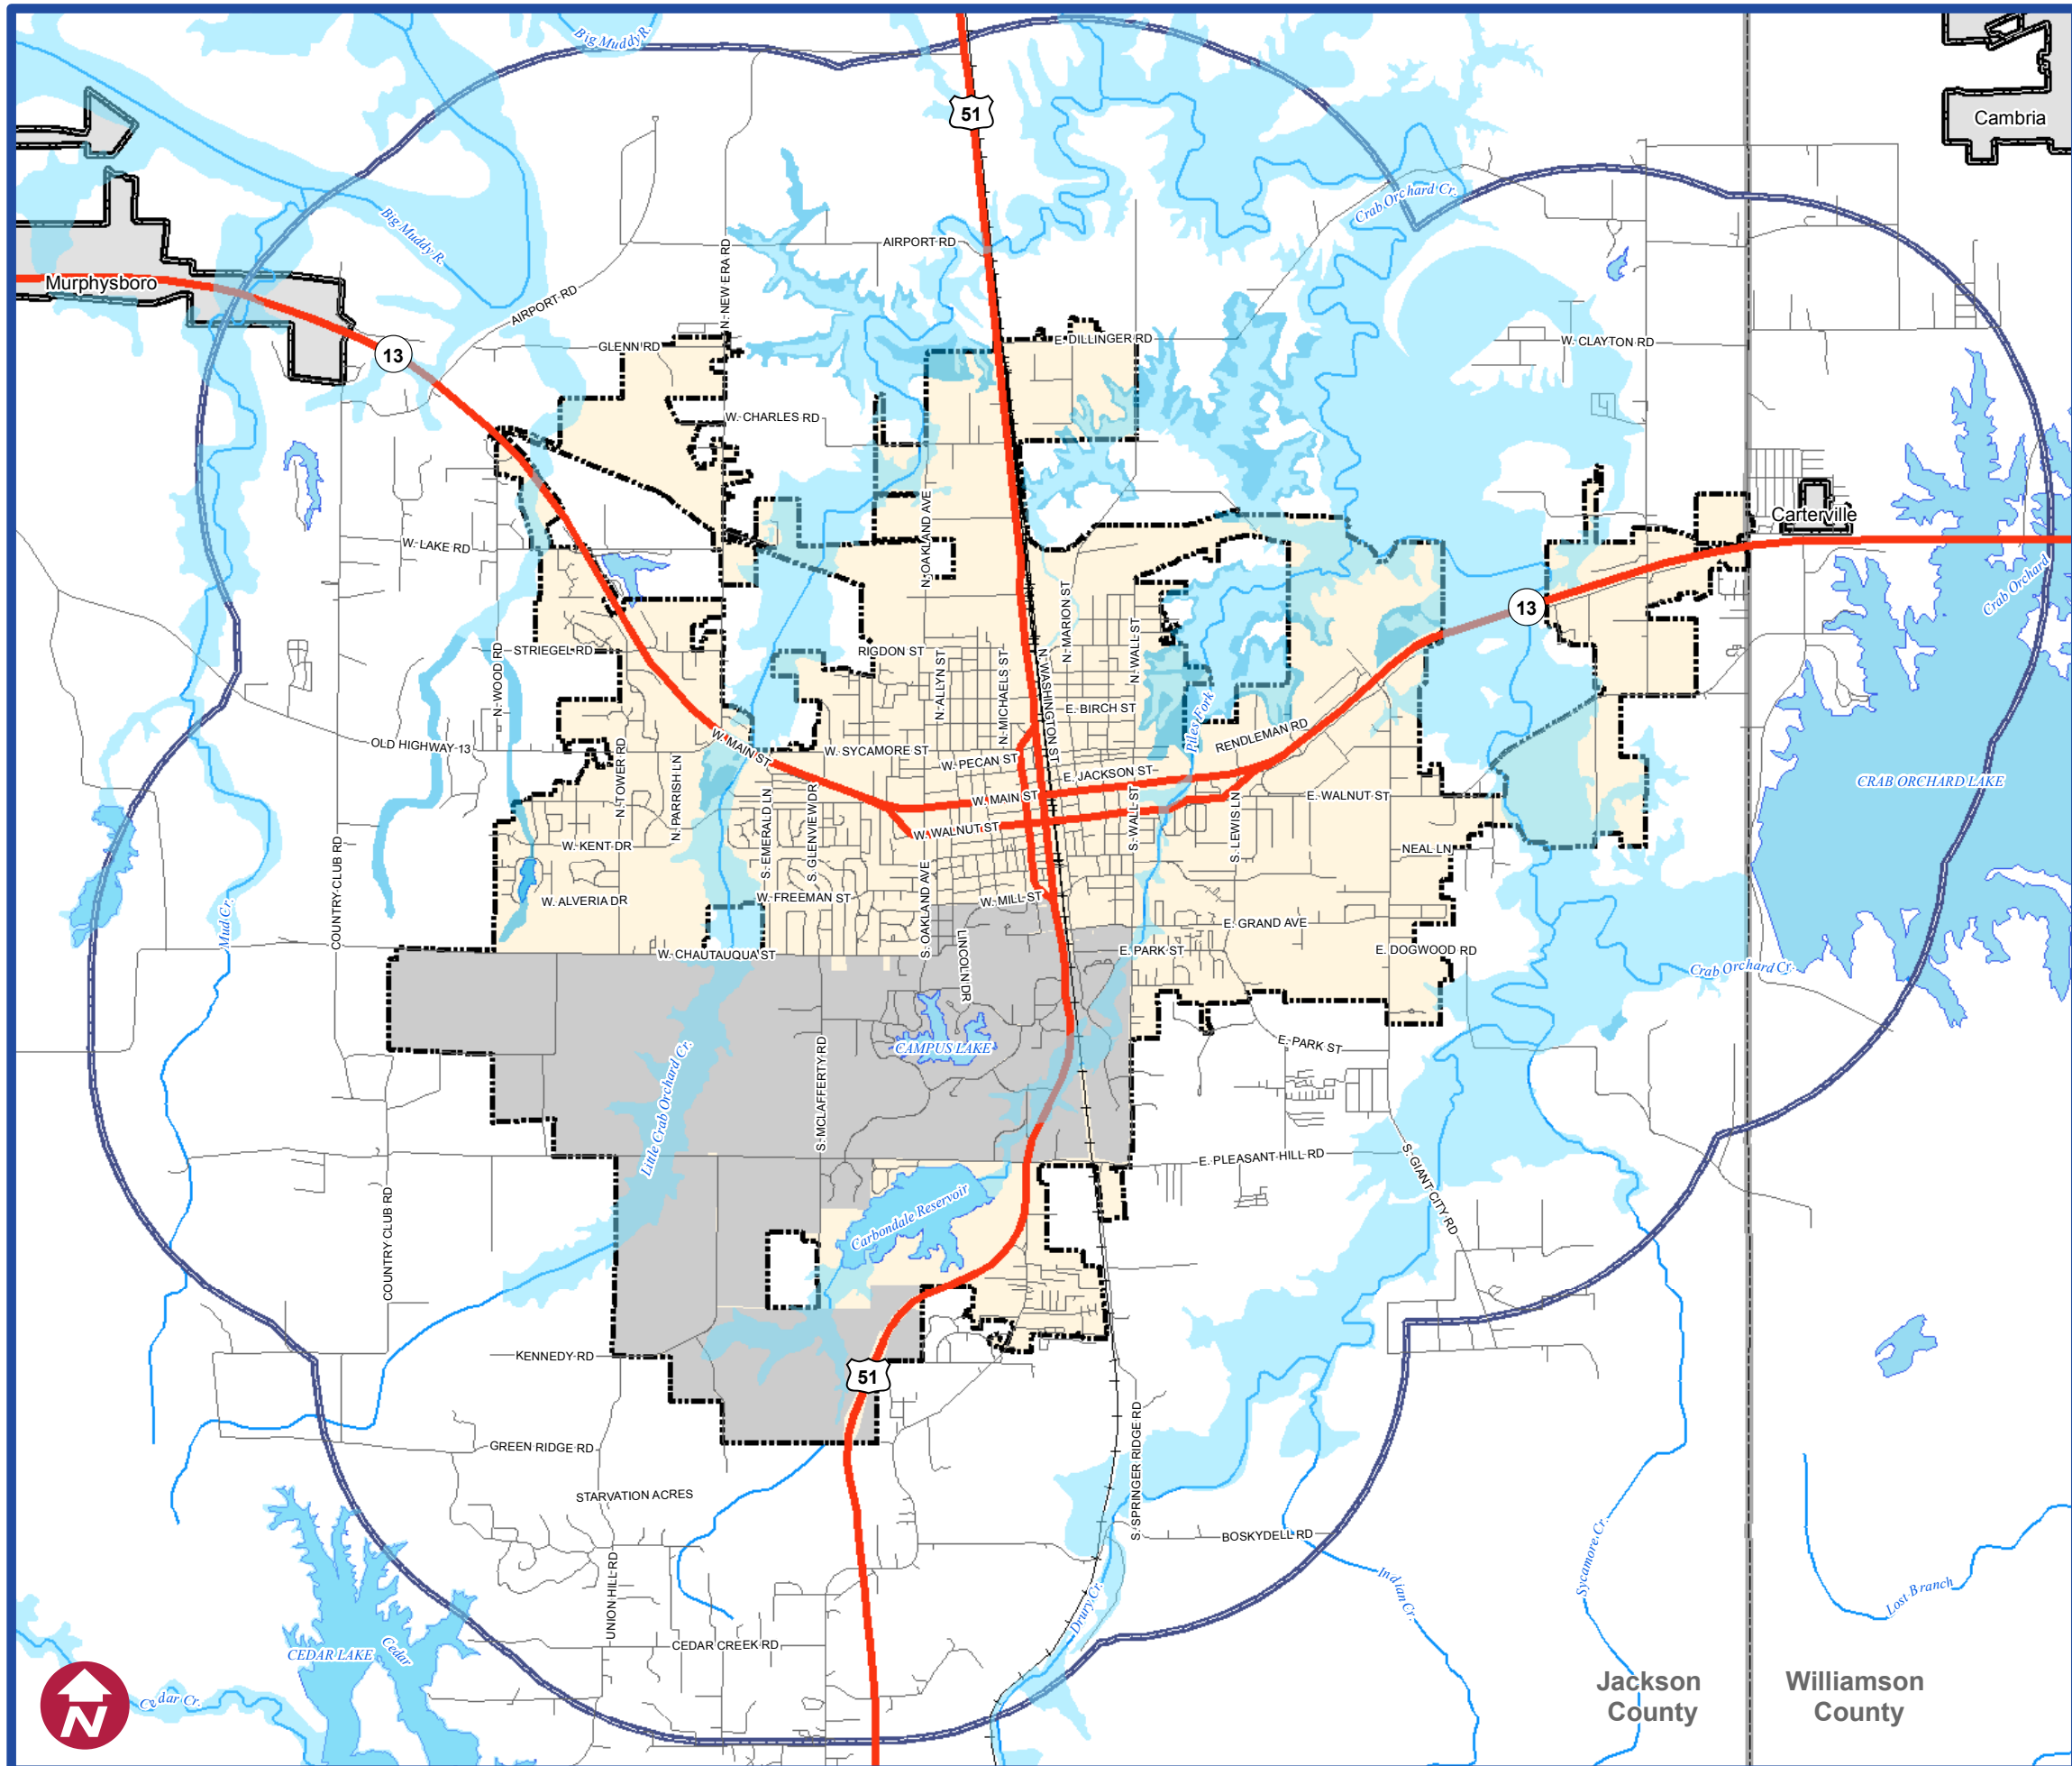 Big Muddy R.
51
Cambria
Crab Orchard Cr.
Big Muddy R.
AIRPORT RD
N. NEW ERA RD
Murphysboro
AIRPORT RD
13
GLENN RD
E. DILLINGER RD
W. CLAYTON RD
W. CHARLES RD
N. OAKLAND AVE
Carterville
W. LAKE RD
Crab Orchard
13
N. MARION ST
N. WALL ST
STRIEGEL RD
RIGDON ST
N. WOOD RD
N. ALLYN ST
N. MICHAELS ST
N. WASHINGTON ST
E. BIRCH ST
Piles Fork
RENDLEMAN RD
OLD HIGHWAY 13
W. MAIN ST
W. SYCAMORE ST
W. PECAN ST
E. JACKSON ST
CRAB ORCHARD LAKE
N. TOWER RD
N. PARRISH LN
S. EMERALD LN
S. GLENVIEW DR
W. MAIN ST
E. WALNUT ST
W. WALNUT ST
S. WALL ST
S. LEWIS LN
W. KENT DR
NEAL LN
COUNTRY CLUB RD
Mud Cr.
W. ALVERIA DR
W. FREEMAN ST
S. OAKLAND AVE
W. MILL ST
E. GRAND AVE
W. CHAUTAUQUA ST
LINCOLN DR
E. PARK ST
E. DOGWOOD RD
Crab Orchard Cr.
CAMPUS LAKE
E. PARK ST
Little Crab Orchard Cr.
S. MCLAFFERTY RD
E. PLEASANT HILL RD
S. GIANT CITY RD
COUNTRY CLUB RD
Carbondale Reservoir
KENNEDY RD
51
GREEN RIDGE RD
S. SPRINGER RIDGE RD
STARVATION ACRES
BOSKYDELL RD
UNION HILL RD
Drury Cr.
Indian Cr.
Sycamore Cr.
Lost Branch
CEDAR LAKE
Cedar
CEDAR CREEK RD
Cedar Cr.
N
Jackson
County
Williamson
County